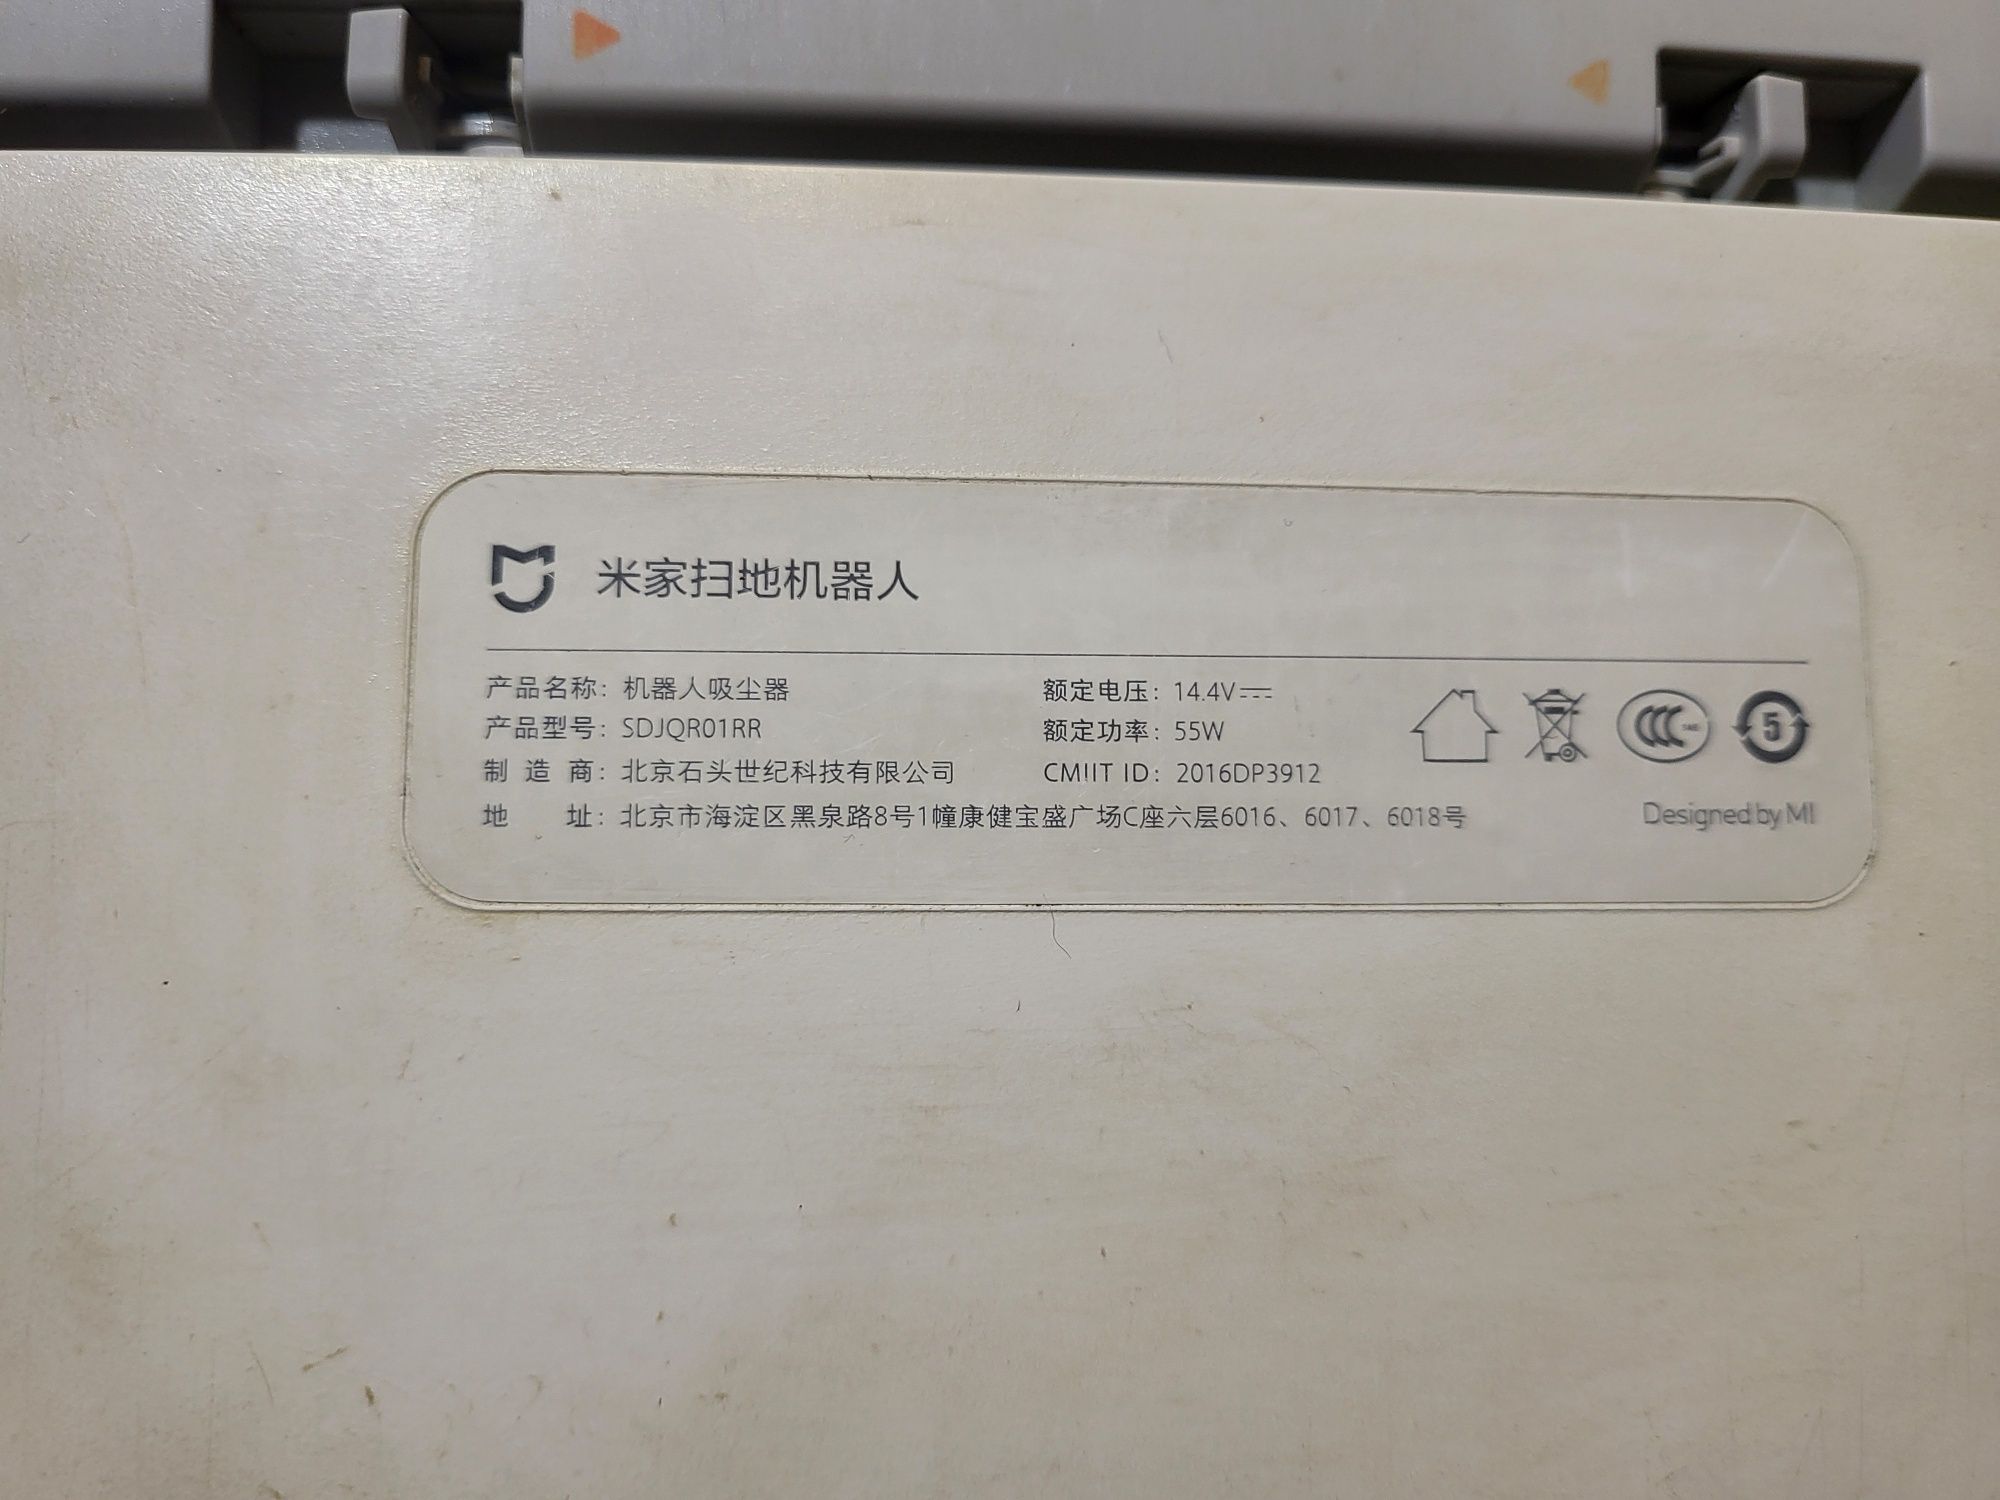 米家扫地机器人
产品名称：机器人吸尘器
产品型号：SDJQR01RR
制 造 商：北京石头世纪科技有限公司
地 址：北京市海淀区黑泉路8号1幢康健宝盛广场C座六层6016、6017、6018号
额定电压：14.4V⎓
额定功率：55W
CMIIT ID：2016DP3912
CCC
5
Designed by MI